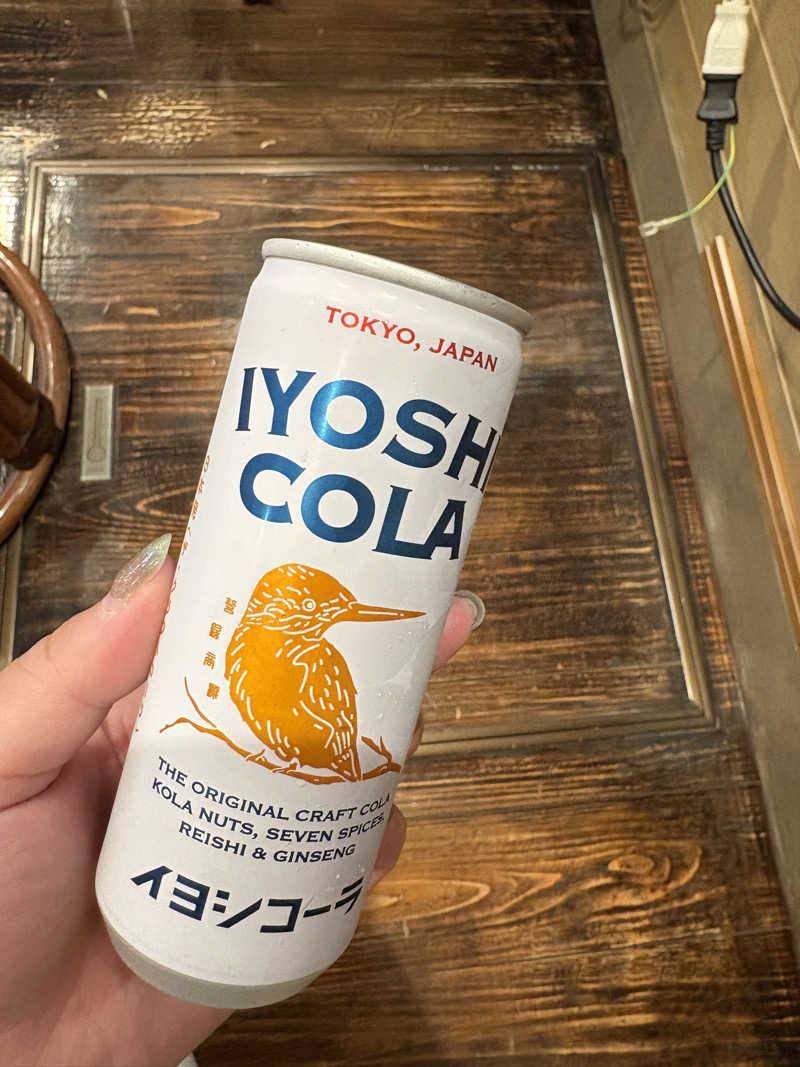 TOKYO, JAPAN
IYOSHI
COLA
THE ORIGINAL CRAFT COLA
KOLA NUTS, SEVEN SPICES,
REISHI & GINSENG
イヨシコーラ